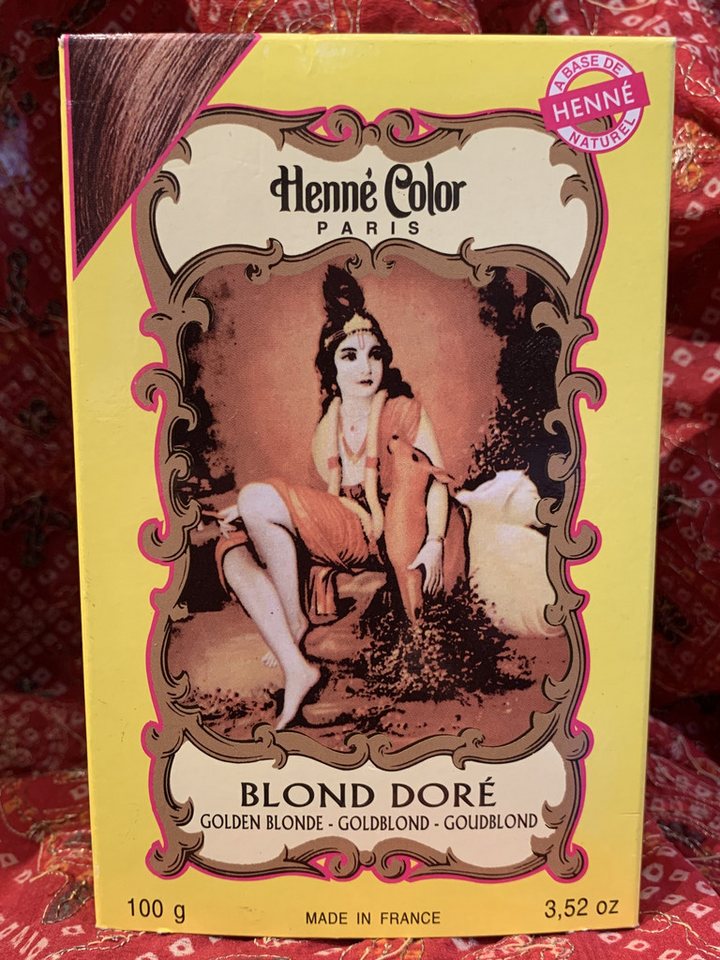 A BASE DE
HENNÉ
NATUREL
Henné Color
PARIS
BLOND DORÉ
GOLDEN BLONDE - GOLDBLOND - GOUDBLOND
100 g
MADE IN FRANCE
3,52 oz